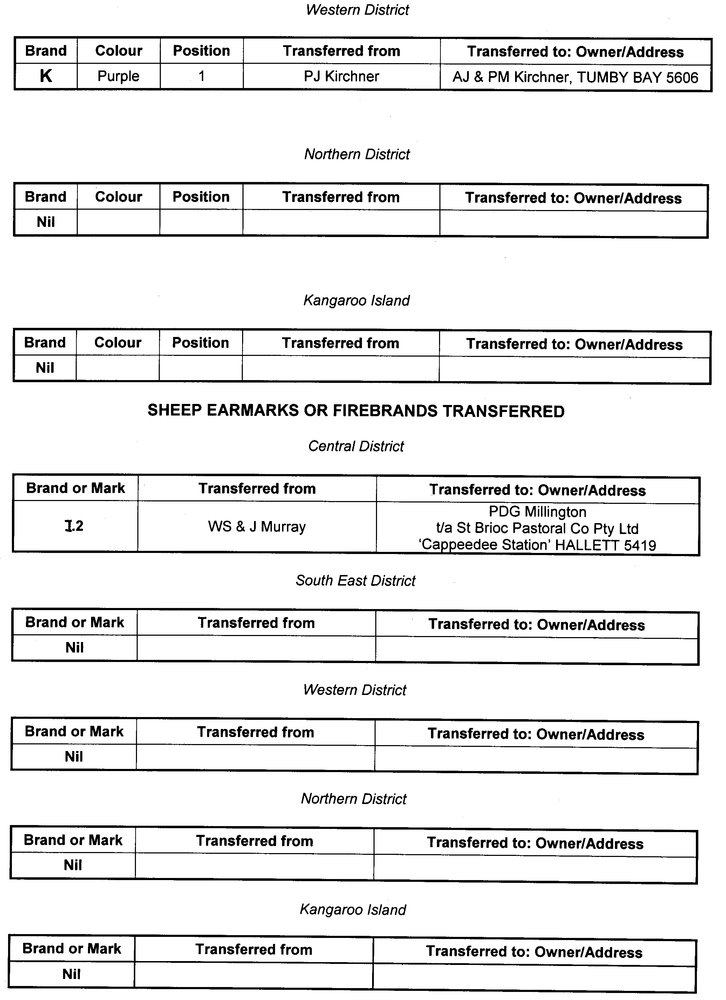 Western District
Brand Colour Position Transferred from Transferred to: Owner/Address
K Purple 1 PJ Kirchner AJ & PM Kirchner, TUMBY BAY 5606
Northern District
Brand Colour Position Transferred from Transferred to: Owner/Address
Nil
Kangaroo Island
Brand Colour Position Transferred from Transferred to: Owner/Address
Nil
SHEEP EARMARKS OR FIREBRANDS TRANSFERRED
Central District
Brand or Mark Transferred from Transferred to: Owner/Address
I.2 WS & J Murray PDG Millington
t/a St Brioc Pastoral Co Pty Ltd
'Cappeedee Station' HALLETT 5419
South East District
Brand or Mark Transferred from Transferred to: Owner/Address
Nil
Western District
Brand or Mark Transferred from Transferred to: Owner/Address
Nil
Northern District
Brand or Mark Transferred from Transferred to: Owner/Address
Nil
Kangaroo Island
Brand or Mark Transferred from Transferred to: Owner/Address
Nil